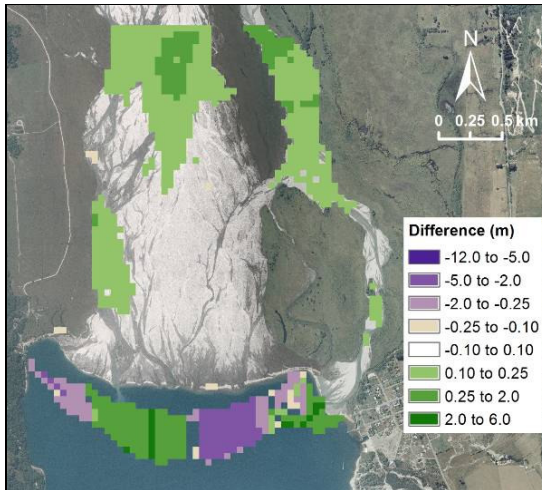 N
0 0.25 0.5 km
Difference (m)
-12.0 to -5.0
-5.0 to -2.0
-2.0 to -0.25
-0.25 to -0.10
-0.10 to 0.10
0.10 to 0.25
0.25 to 2.0
2.0 to 6.0